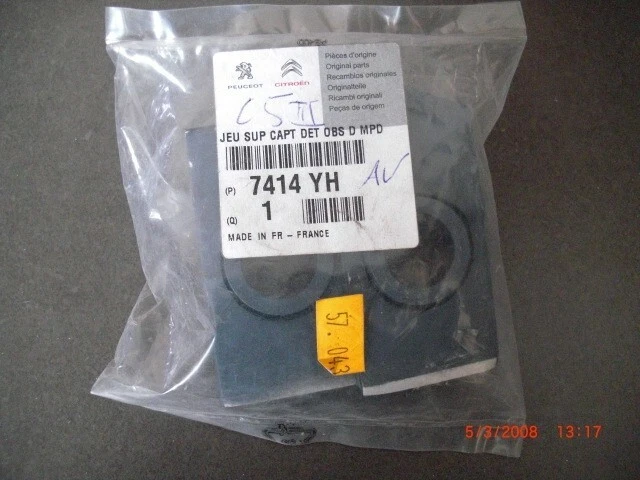 PEUGEOT CITROËN
Pièces d'origine
Original parts
Recambios originales
Originalteile
Ricambi originali
Peças de origem
C5 III
JEU SUP CAPT DET OBS D MPD
(P) 7414 YH AV
(Q) 1
MADE IN FR - FRANCE
57.043
5/3/2008 13:17